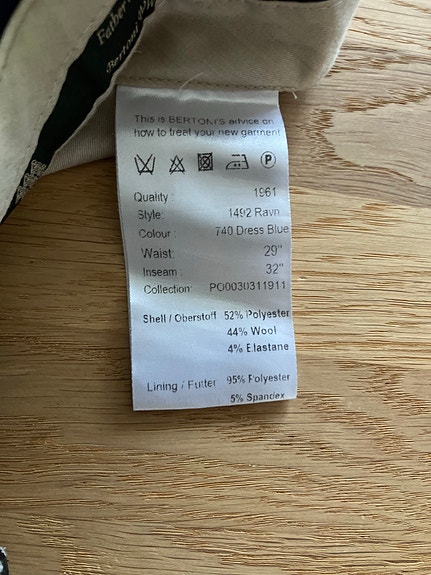 Father
Bertoni
This is BERTONI'S advice on
how to treat your new garment
P
Quality : 1961
Style: 1492 Ravn
Colour : 740 Dress Blue
Waist: 29"
Inseam : 32"
Collection: PO0030311911
Shell / Oberstoff 52% Polyester
44% Wool
4% Elastane
Lining / Futter 95% Polyester
5% Spandex